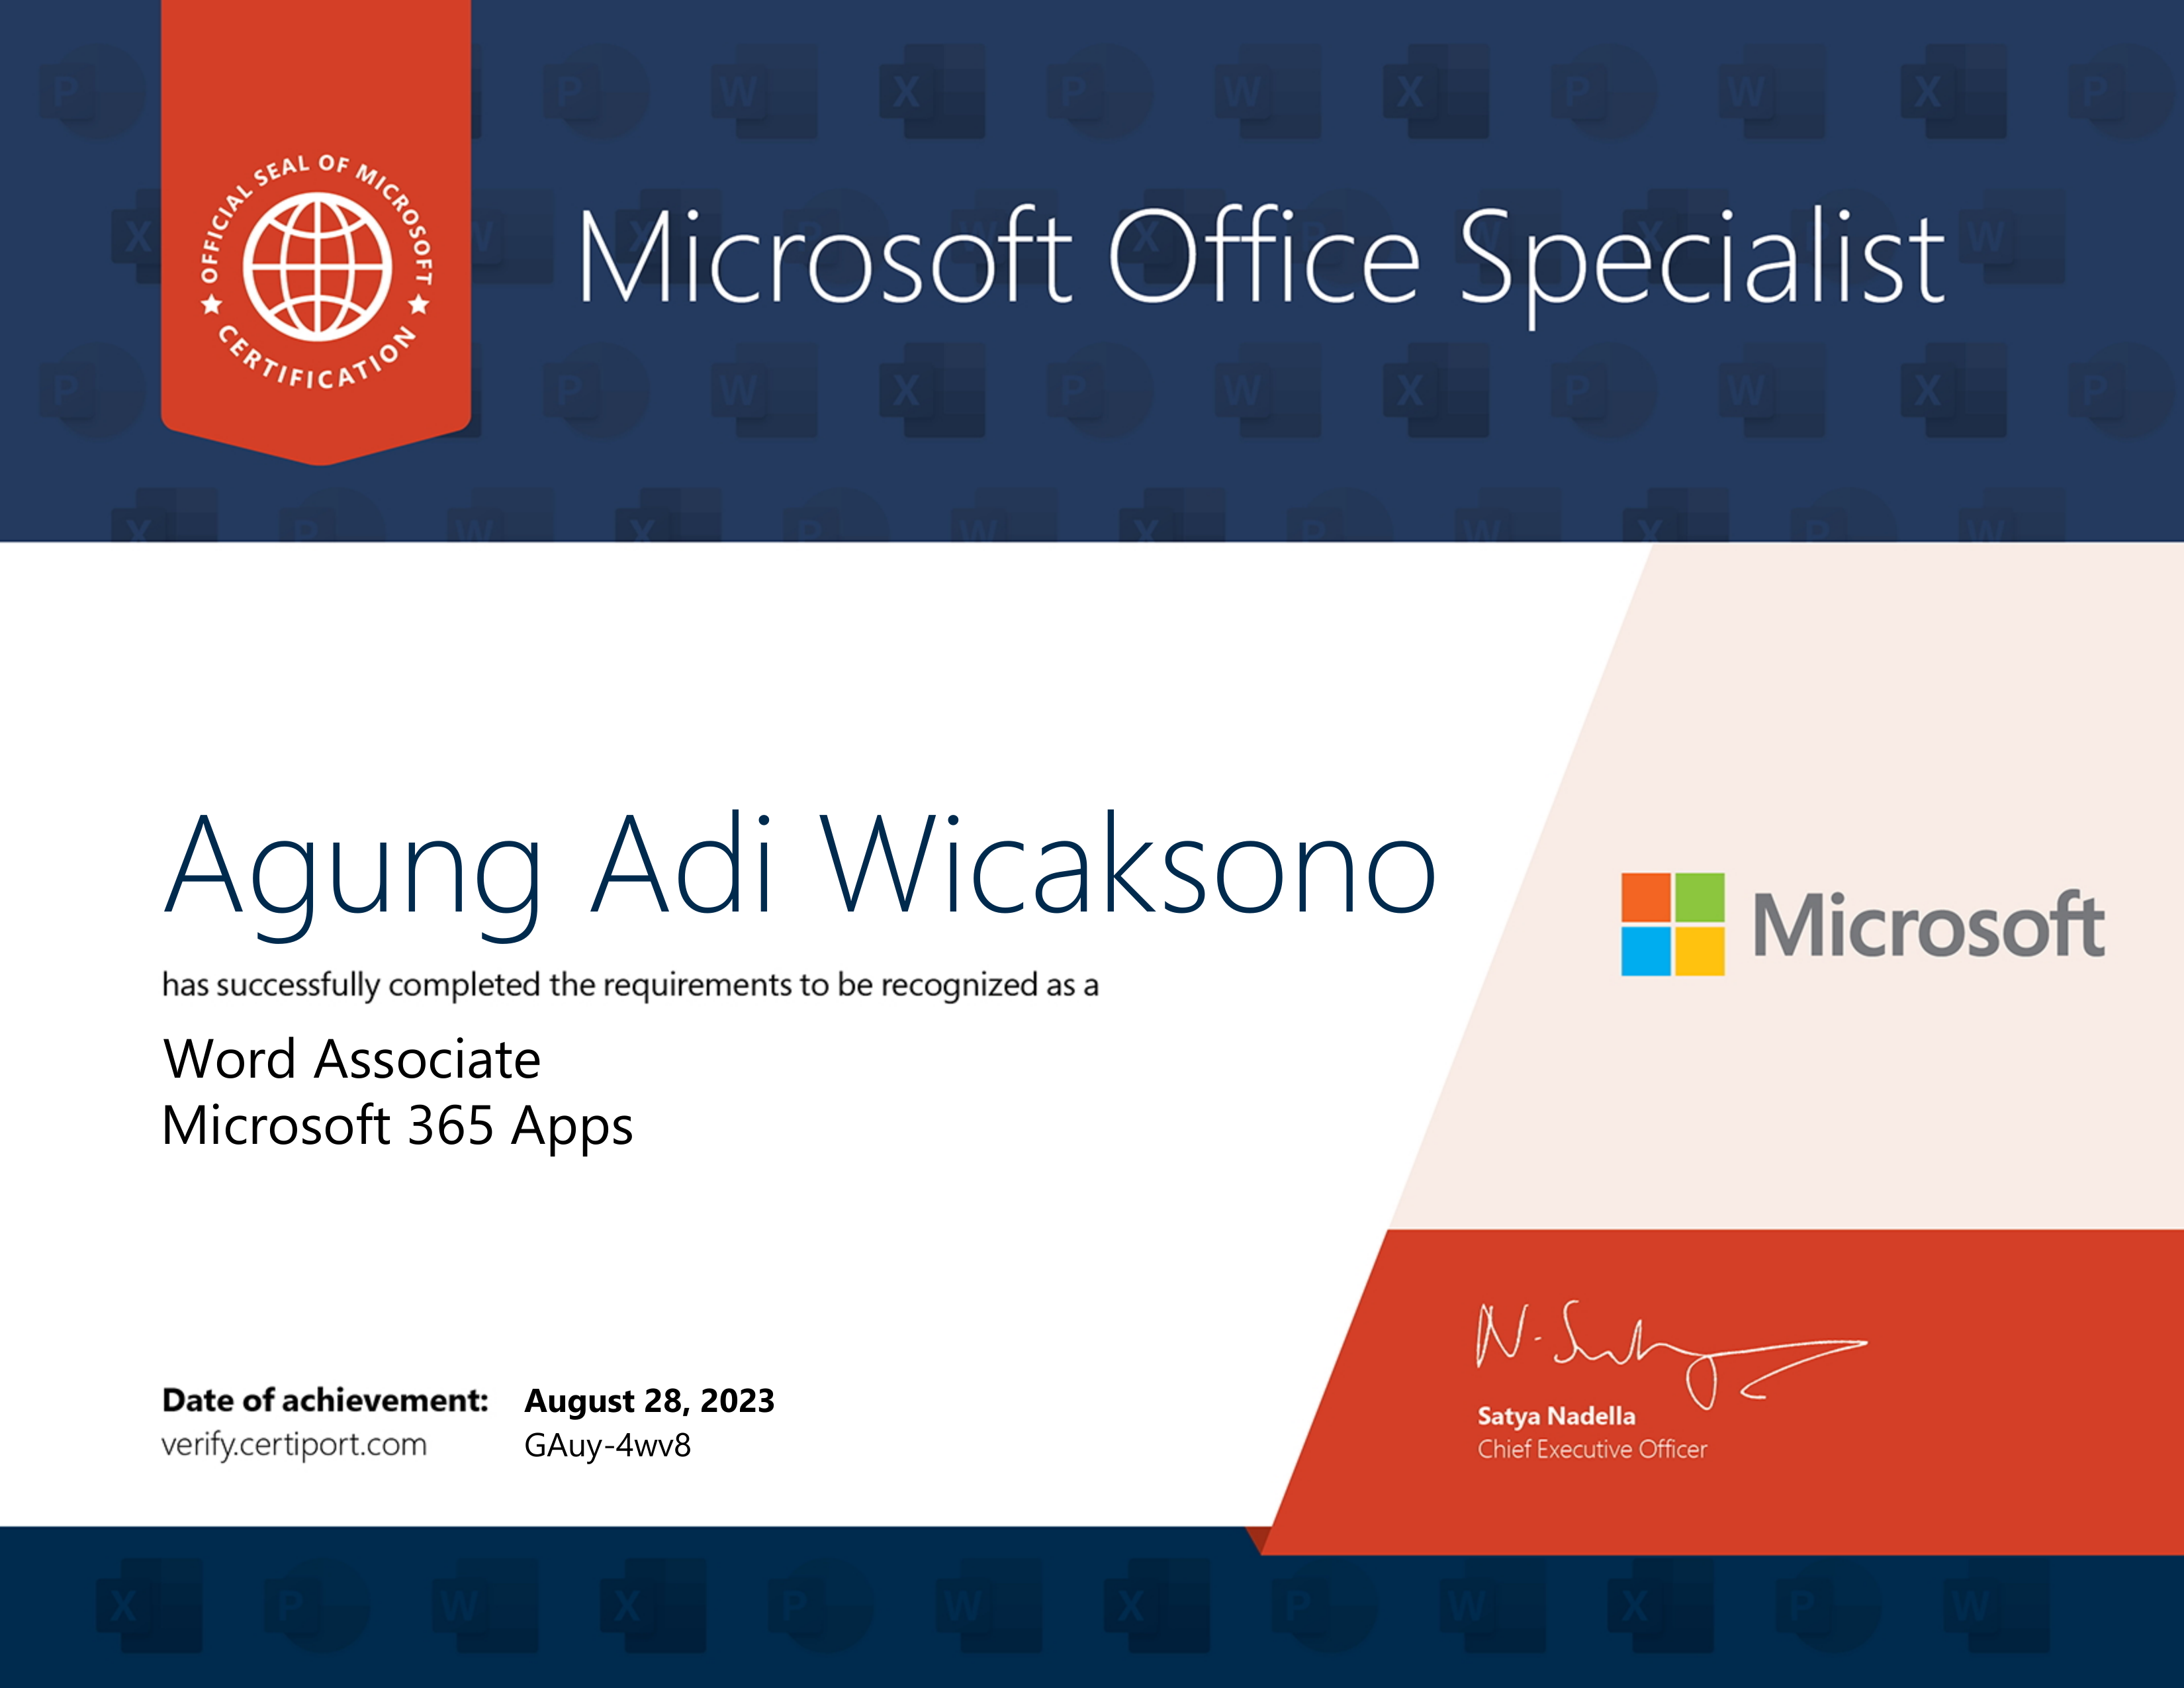 OFFICIAL SEAL OF MICROSOFT
CERTIFICATION
Microsoft Office Specialist
Agung Adi Wicaksono
has successfully completed the requirements to be recognized as a
Word Associate
Microsoft 365 Apps
Microsoft
Date of achievement: August 28, 2023
verify.certiport.com GAuy-4wv8
Satya Nadella
Chief Executive Officer